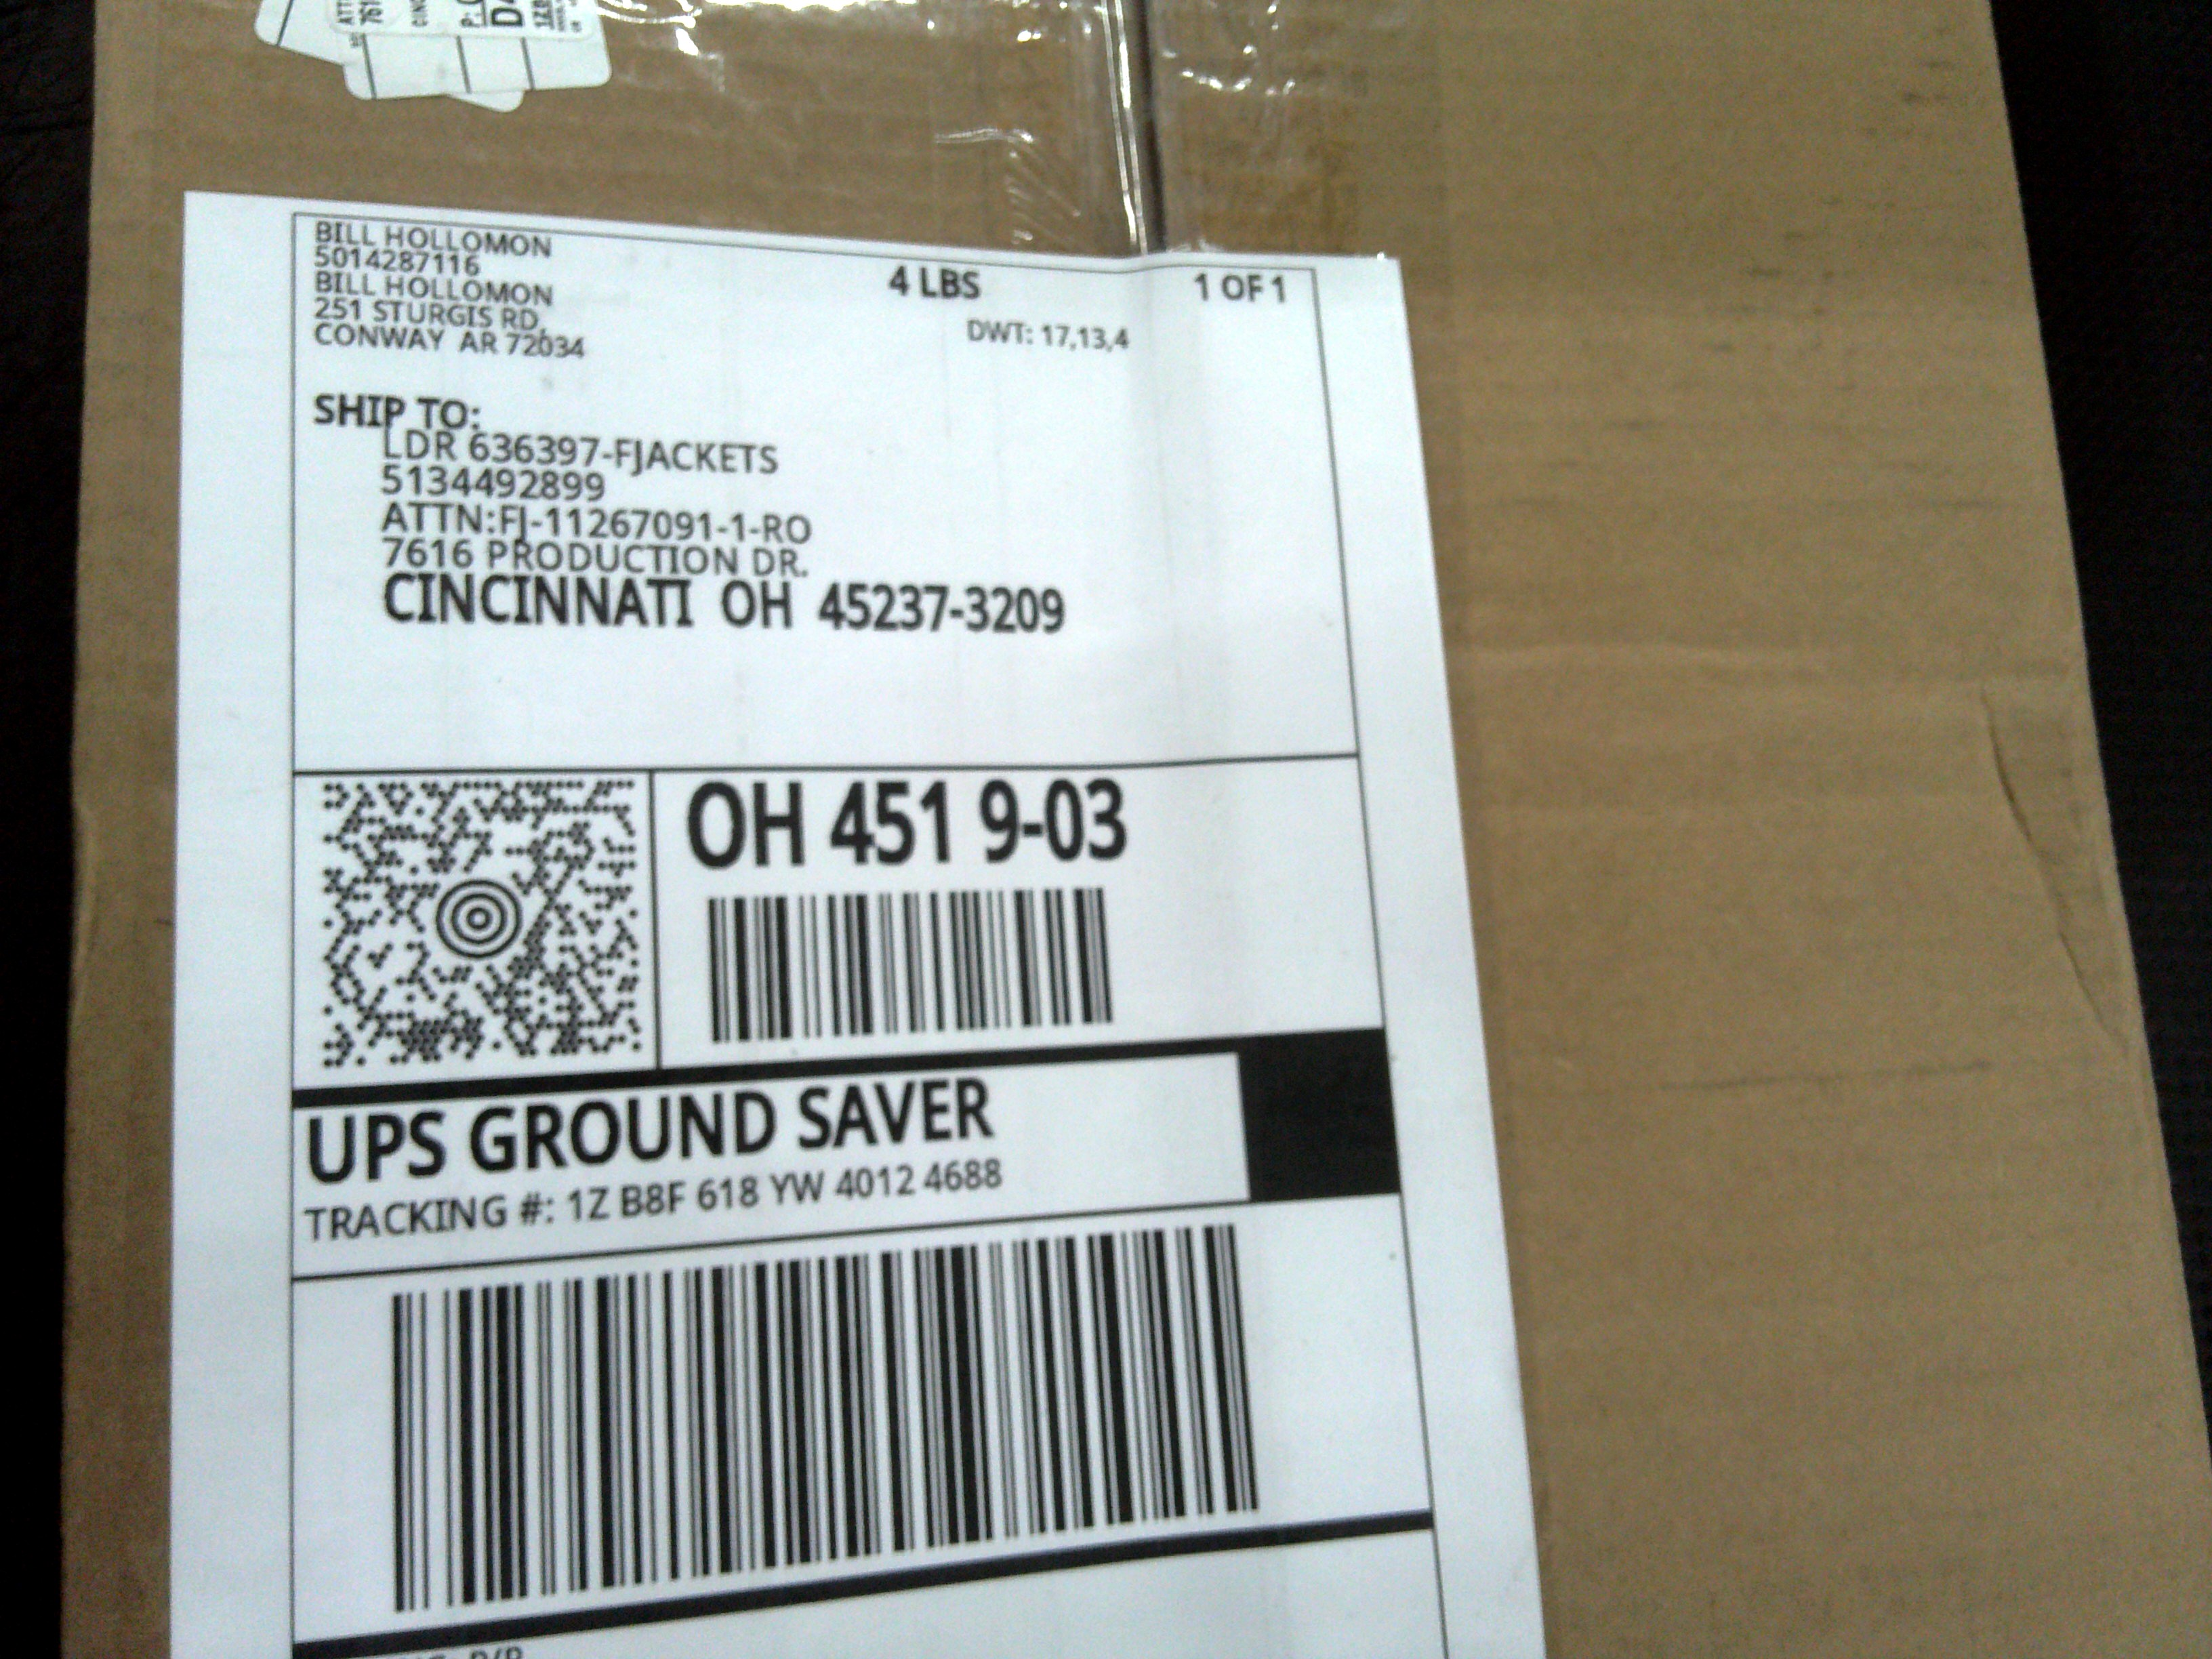 BILL HOLLOMON
5014287116
BILL HOLLOMON
251 STURGIS RD,
CONWAY AR 72034
4 LBS
1 OF 1
DWT: 17,13,4
SHIP TO:
LDR 636397-FJACKETS
5134492899
ATTN:FJ-11267091-1-RO
7616 PRODUCTION DR.
CINCINNATI OH 45237-3209
OH 451 9-03
UPS GROUND SAVER
TRACKING #: 1Z B8F 618 YW 4012 4688